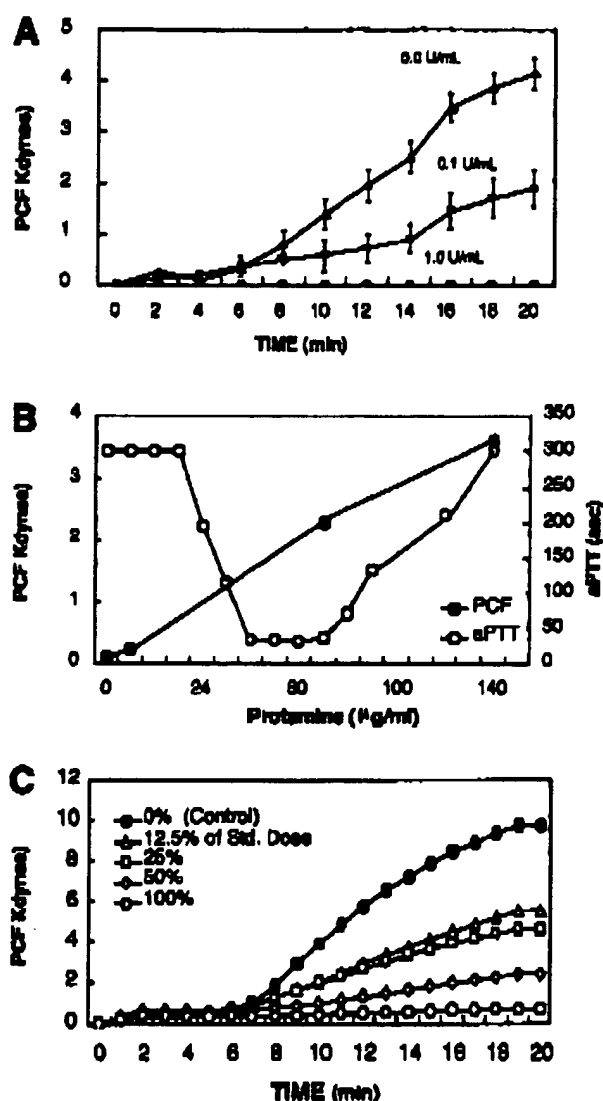 A
5
4
3
2
1
0
PCF Kdynes
0.0 U/mL
0.1 U/mL
1.0 U/mL
0 2 4 6 8 10 12 14 16 18 20
TIME (min)
B
4
3
2
1
0
PCF Kdynes
350
300
250
200
150
100
50
0
aPTT (sec)
PCF
aPTT
0 24 100 140
Protamine (µg/ml)
C
12
10
8
6
4
2
0
PCF Kdynes
0% (Control)
12.5% of Std. Dose
25%
50%
100%
0 2 4 6 8 10 12 14 16 18 20
TIME (min)